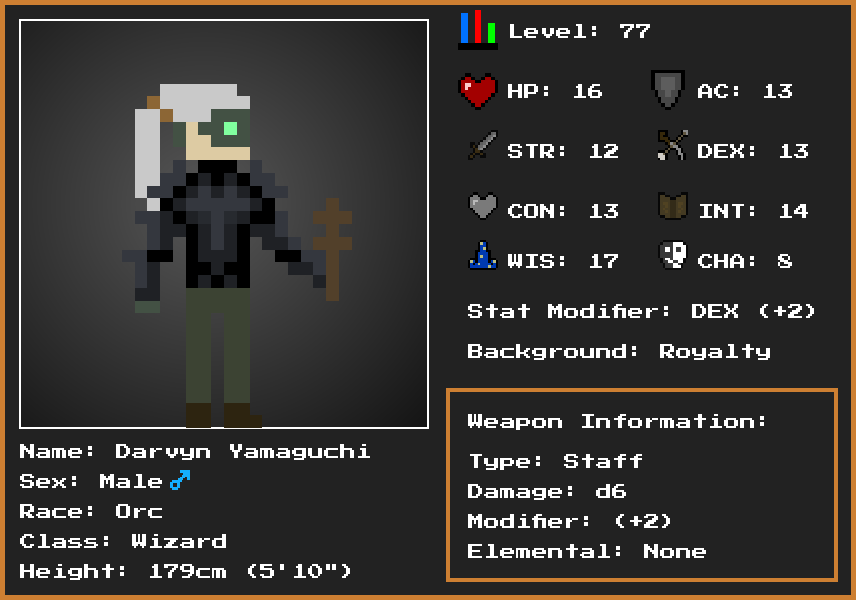 Level: 77
HP: 16 AC: 13
STR: 12 DEX: 13
CON: 13 INT: 14
WIS: 17 CHA: 8
Stat Modifier: DEX (+2)
Background: Royalty
Weapon Information:
Type: Staff
Damage: d6
Modifier: (+2)
Elemental: None
Name: Darvyn Yamaguchi
Sex: Male ♂
Race: Orc
Class: Wizard
Height: 179cm (5'10")